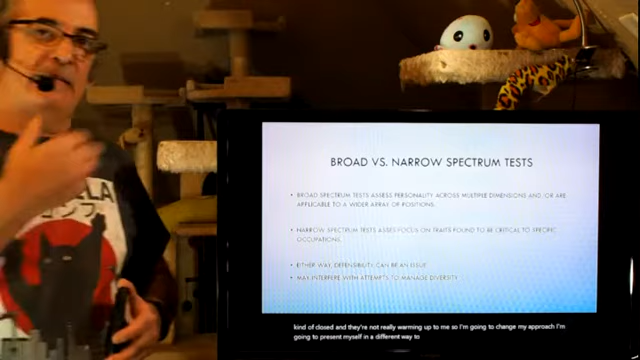 BROAD VS. NARROW SPECTRUM TESTS
• BROAD SPECTRUM TESTS ASSESS PERSONALITY ACROSS MULTIPLE DIMENSIONS AND/OR ARE
APPLICABLE TO A WIDER ARRAY OF POSITIONS.
• NARROW SPECTRUM TESTS ASSES FOCUS ON TRAITS FOUND TO BE CRITICAL TO SPECIFIC
OCCUPATIONS.
• EITHER WAY, DEFENSIBILITY CAN BE AN ISSUE
• MAY INTERFERE WITH ATTEMPTS TO MANAGE DIVERSITY
kind of closed and they're not really warming up to me so I'm going to change my approach I'm
going to present myself in a different way to